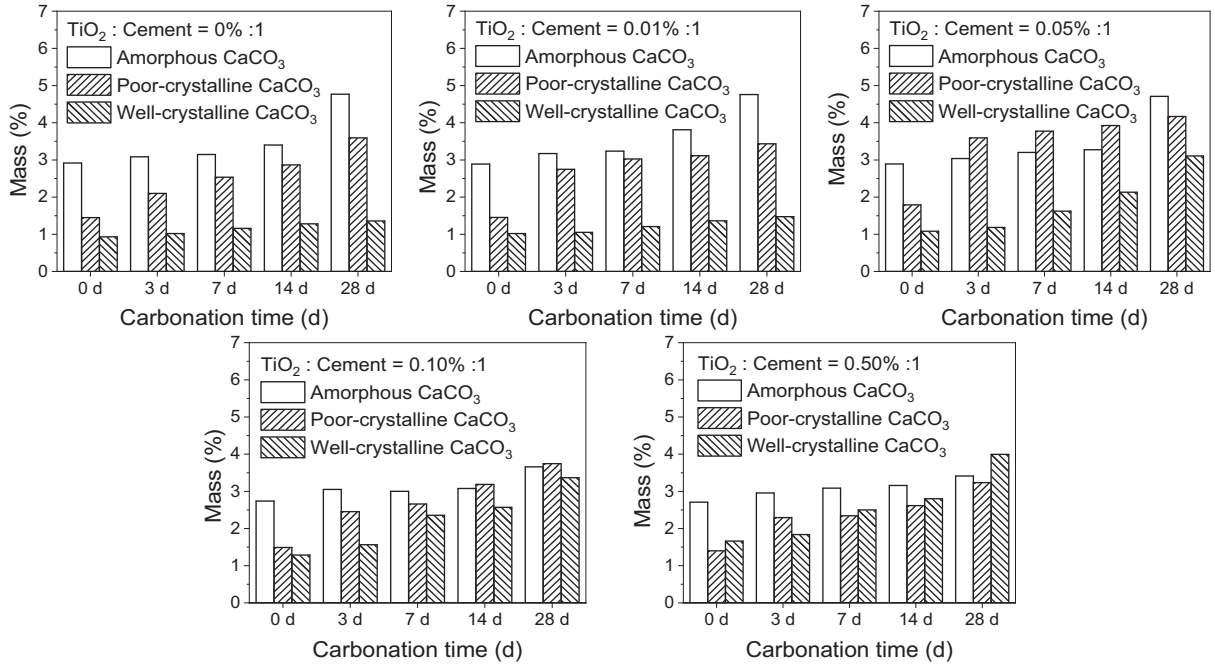 TiO2 : Cement = 0% :1
Amorphous CaCO3
Poor-crystalline CaCO3
Well-crystalline CaCO3
Mass (%)
7
6
5
4
3
2
1
0
0 d 3 d 7 d 14 d 28 d
Carbonation time (d)
TiO2 : Cement = 0.01% :1
Amorphous CaCO3
Poor-crystalline CaCO3
Well-crystalline CaCO3
Mass (%)
7
6
5
4
3
2
1
0
0 d 3 d 7 d 14 d 28 d
Carbonation time (d)
TiO2 : Cement = 0.05% :1
Amorphous CaCO3
Poor-crystalline CaCO3
Well-crystalline CaCO3
Mass (%)
7
6
5
4
3
2
1
0
0 d 3 d 7 d 14 d 28 d
Carbonation time (d)
TiO2 : Cement = 0.10% :1
Amorphous CaCO3
Poor-crystalline CaCO3
Well-crystalline CaCO3
Mass (%)
7
6
5
4
3
2
1
0
0 d 3 d 7 d 14 d 28 d
Carbonation time (d)
TiO2 : Cement = 0.50% :1
Amorphous CaCO3
Poor-crystalline CaCO3
Well-crystalline CaCO3
Mass (%)
7
6
5
4
3
2
1
0
0 d 3 d 7 d 14 d 28 d
Carbonation time (d)